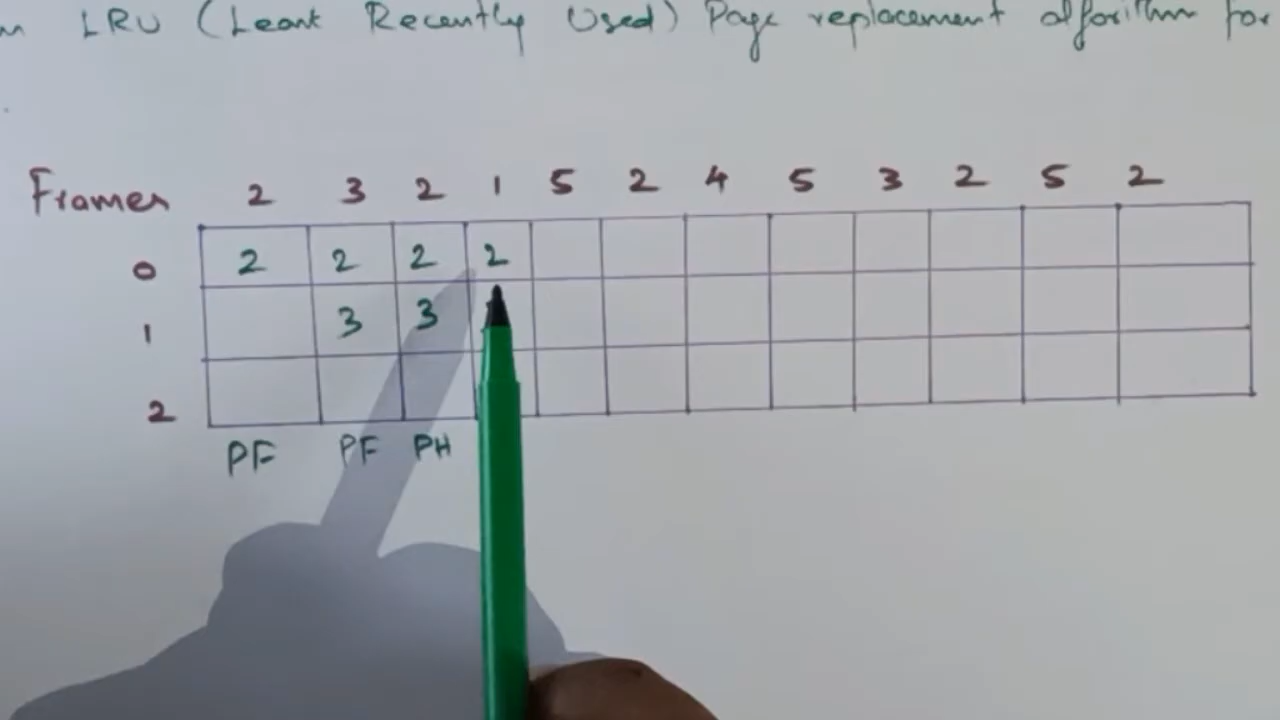 LRU (Least Recently Used) Page replacement algorithm for
Frames 2 3 2 1 5 2 4 5 3 2 5 2
0 2 2 2 2
1 3 3
2
PF PF PH